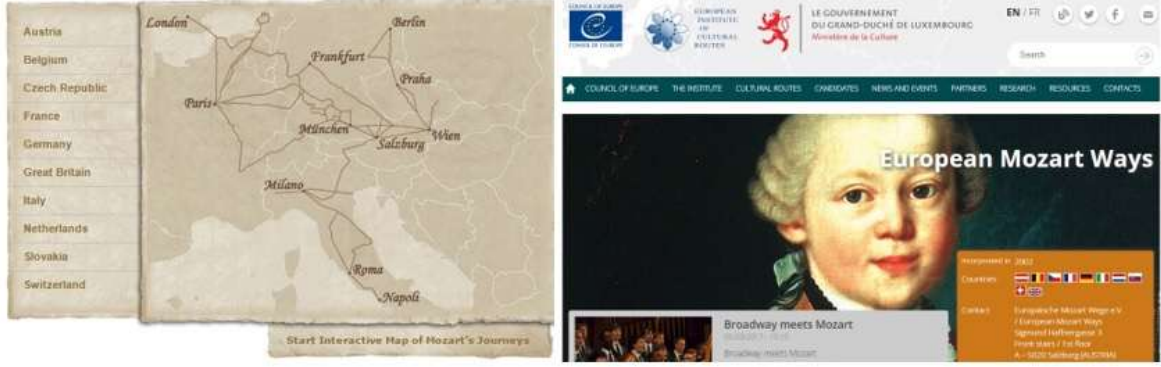 Austria
Belgium
Czech Republic
France
Germany
Great Britain
Italy
Netherlands
Slovakia
Switzerland
London
Berlin
Frankfurt
Praha
Paris
München
Salzburg
Wien
Milano
Roma
Napoli
Start Interactive Map of Mozart's Journeys
COUNCIL OF EUROPE
CONSEIL DE L'EUROPE
EUROPEAN
INSTITUTE
OF
CULTURAL
ROUTES
LE GOUVERNEMENT
DU GRAND-DUCHÉ DE LUXEMBOURG
Ministère de la Culture
EN / FR
Search
COUNCIL OF EUROPE THE INSTITUTE CULTURAL ROUTES CANDIDATES NEWS AND EVENTS PARTNERS RESEARCH RESOURCES CONTACTS
European Mozart Ways
Incorporated in 2002
Countries
Contact Europäische Mozart Wege e.V.
/ European Mozart Ways
Sigmund Haffnergasse
Front stairs / 1st floor
A - 5020 Salzburg (AUSTRIA)
Broadway meets Mozart
Broadway meets Mozart